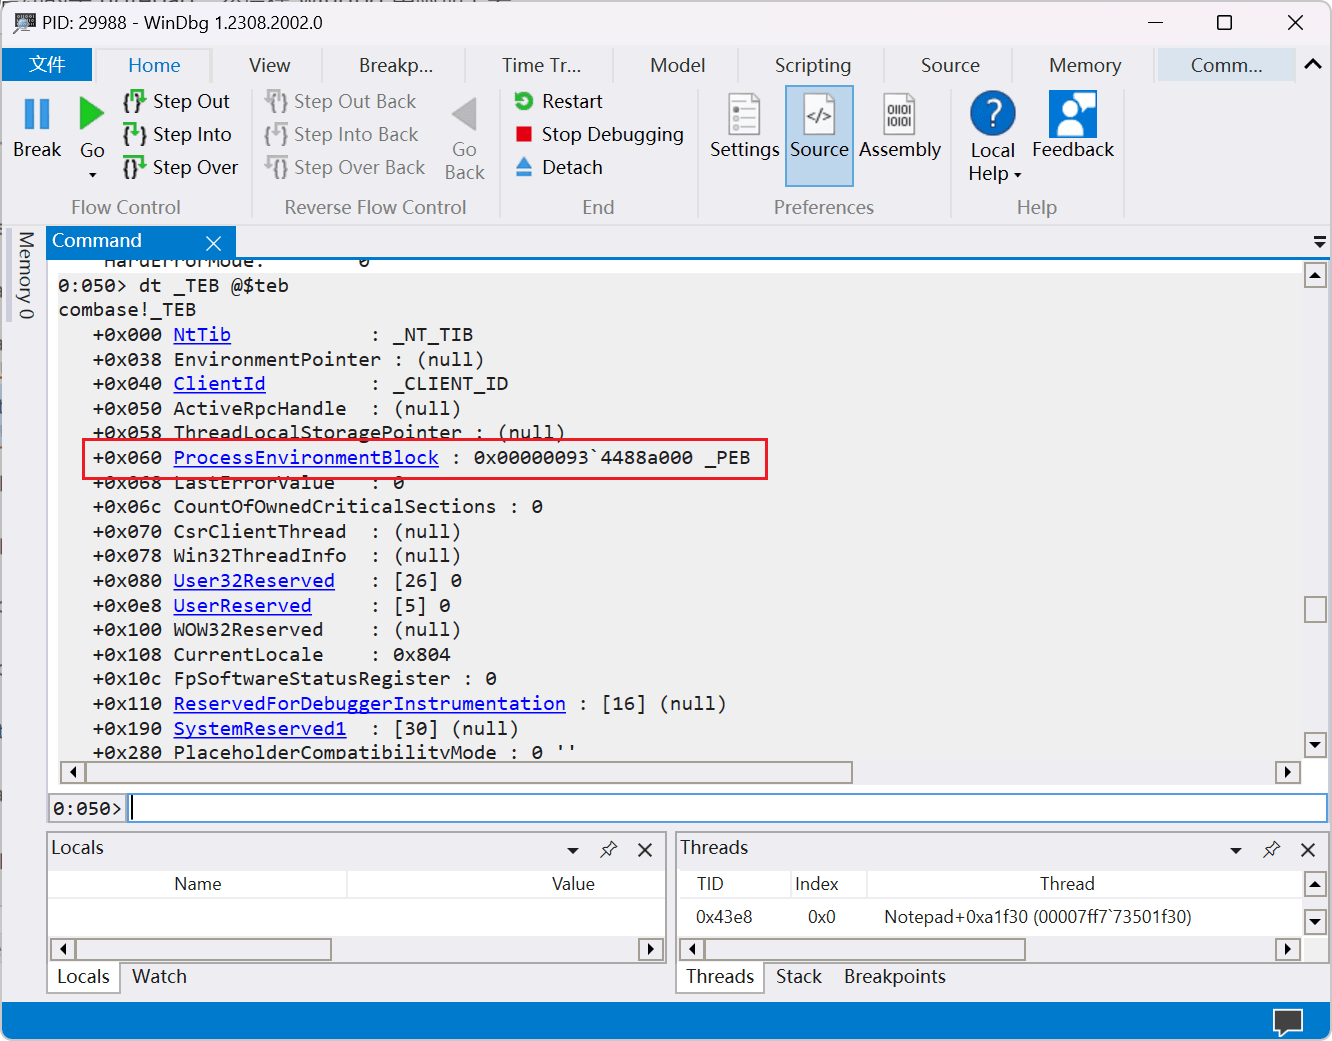 PID: 29988 - WinDbg 1.2308.2002.0
文件 Home View Breakp... Time Tr... Model Scripting Source Memory Comm...
Break
Go
Step Out
Step Into
Step Over
Flow Control
Step Out Back
Step Into Back
Step Over Back
Go Back
Reverse Flow Control
Restart
Stop Debugging
Detach
End
Settings
Source
Assembly
Preferences
Local Help
Feedback
Help
Memory 0
Command
HardErrorMode: 0
0:050> dt _TEB @$teb
combase!_TEB
+0x000 NtTib : _NT_TIB
+0x038 EnvironmentPointer : (null)
+0x040 ClientId : _CLIENT_ID
+0x050 ActiveRpcHandle : (null)
+0x058 ThreadLocalStoragePointer : (null)
+0x060 ProcessEnvironmentBlock : 0x00000093`4488a000 _PEB
+0x068 LastErrorValue : 0
+0x06c CountOfOwnedCriticalSections : 0
+0x070 CsrClientThread : (null)
+0x078 Win32ThreadInfo : (null)
+0x080 User32Reserved : [26] 0
+0x0e8 UserReserved : [5] 0
+0x100 WOW32Reserved : (null)
+0x108 CurrentLocale : 0x804
+0x10c FpSoftwareStatusRegister : 0
+0x110 ReservedForDebuggerInstrumentation : [16] (null)
+0x190 SystemReserved1 : [30] (null)
+0x280 PlaceholderCompatibilityMode : 0 ''
0:050>
Locals
Name Value
Locals Watch
Threads
TID Index Thread
0x43e8 0x0 Notepad+0xa1f30 (00007ff7`73501f30)
Threads Stack Breakpoints